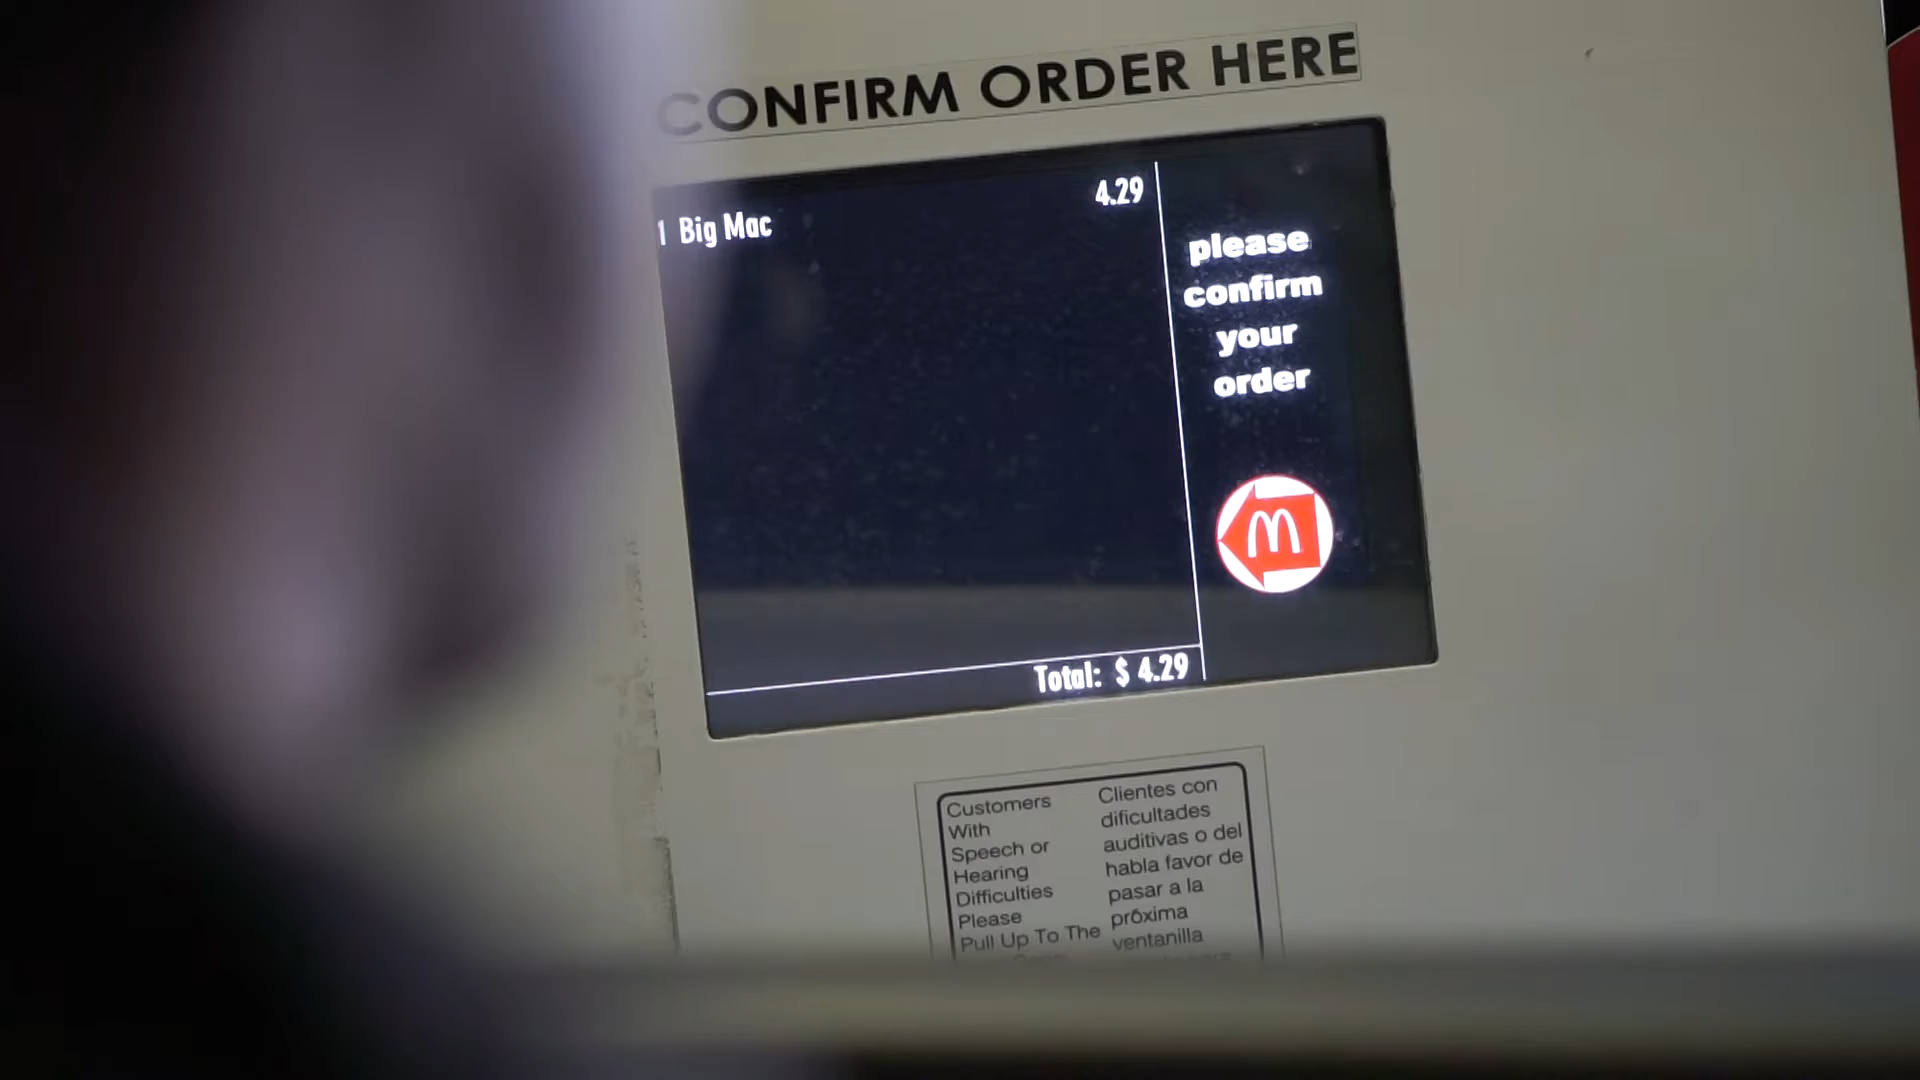 CONFIRM ORDER HERE
4.29
1 Big Mac
please
confirm
your
order
Total: $ 4.29
Customers
With
Speech or
Hearing
Difficulties
Please
Pull Up To The
Clientes con
dificultades
auditivas o del
habla favor de
pasar a la
próxima
ventanilla